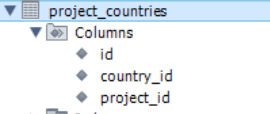 project_countries
Columns
id
country_id
project_id